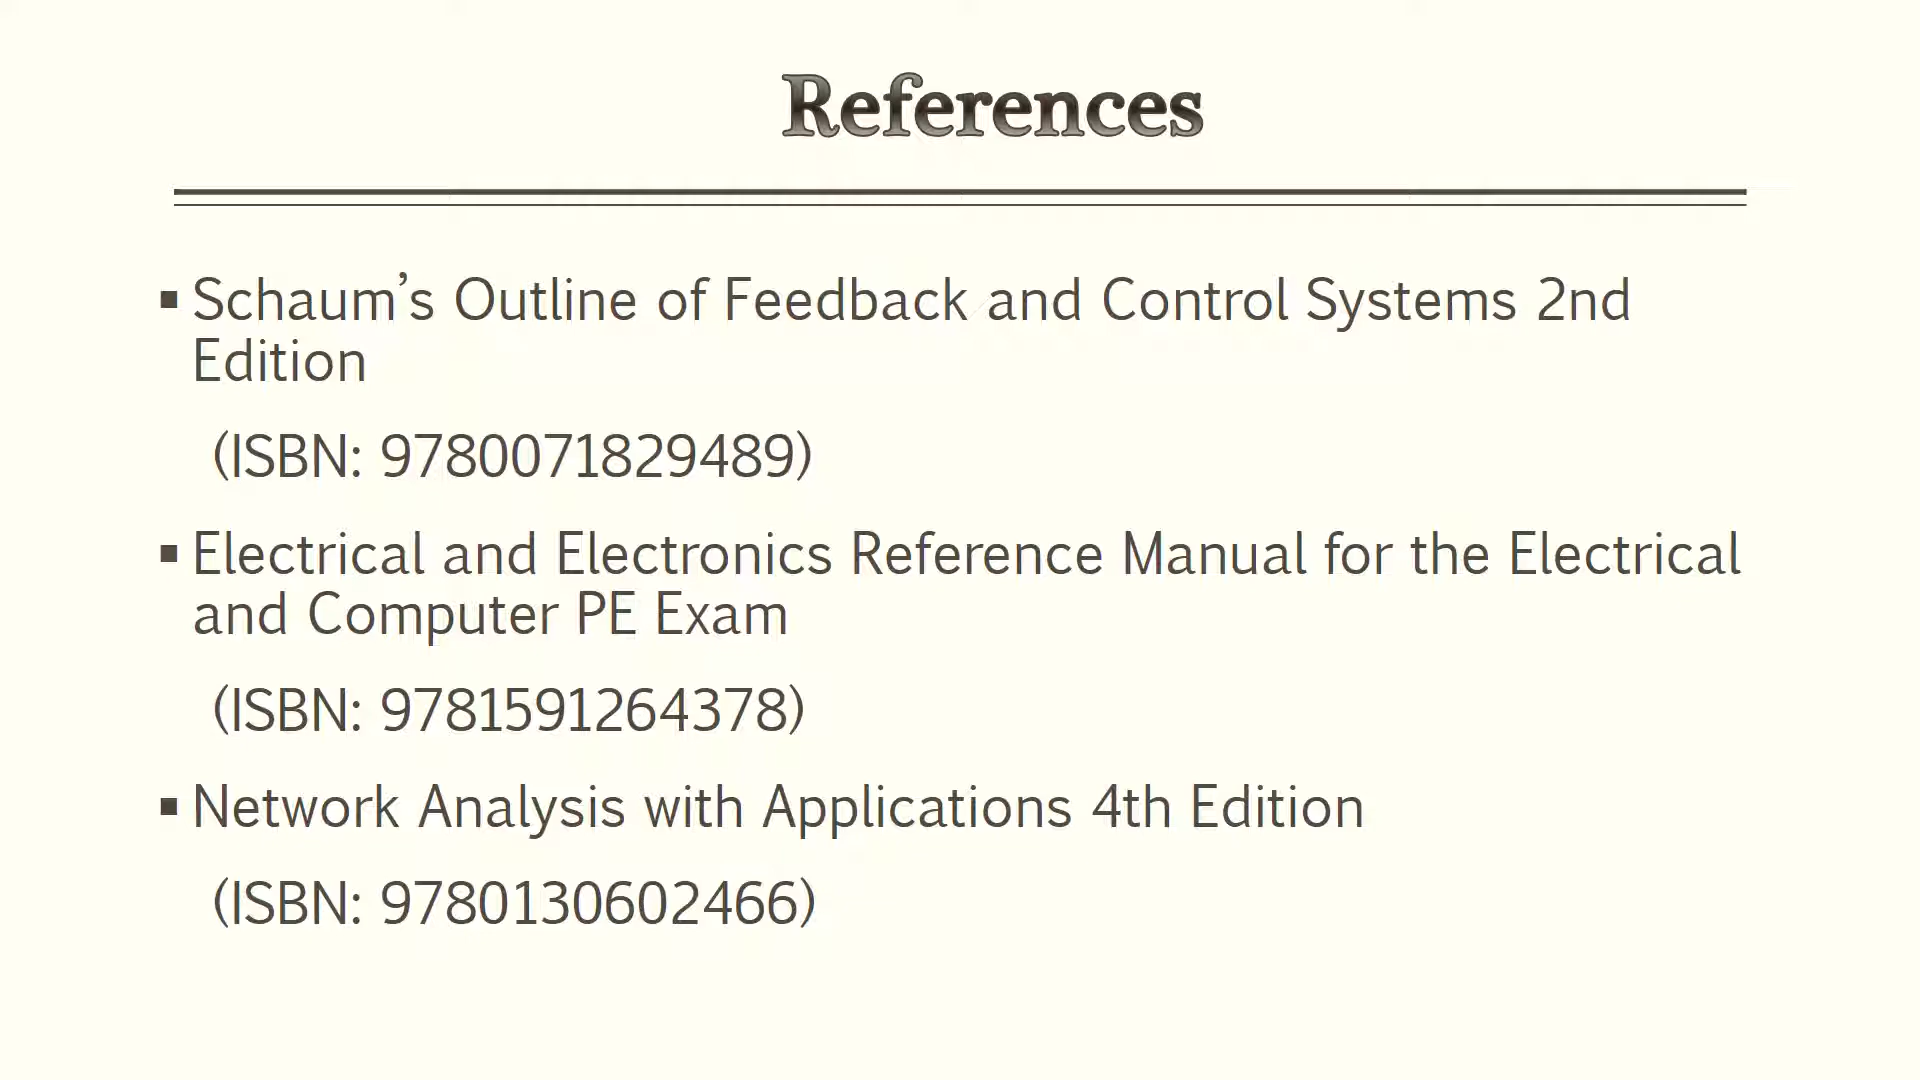 References
▪ Schaum’s Outline of Feedback and Control Systems 2nd
Edition
(ISBN: 9780071829489)
▪ Electrical and Electronics Reference Manual for the Electrical
and Computer PE Exam
(ISBN: 9781591264378)
▪ Network Analysis with Applications 4th Edition
(ISBN: 9780130602466)